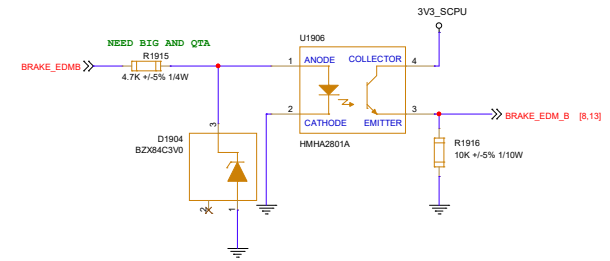 3V3_SCPU
NEED BIG AND QTA
U1906
R1915
BRAKE_EDMB
4.7K +/-5% 1/4W
1
ANODE
COLLECTOR
4
2
CATHODE
EMITTER
3
BRAKE_EDM_B [8,13]
HMHA2801A
3
D1904
BZX84C3V0
R1916
10K +/-5% 1/10W
2
1